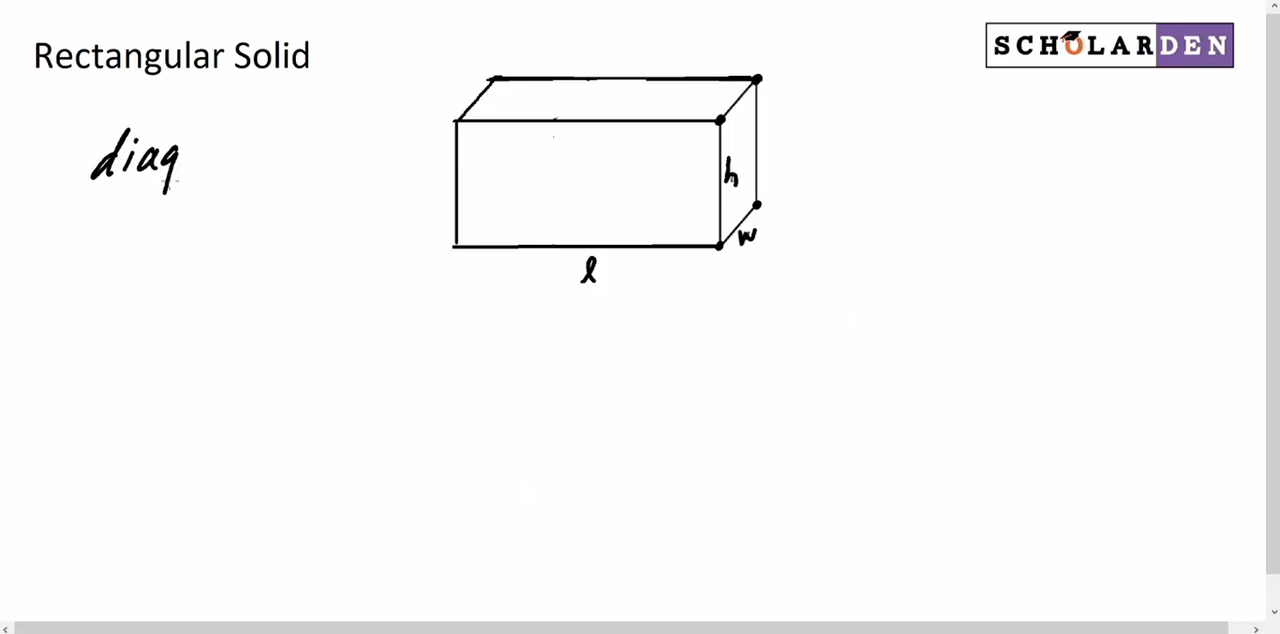 Rectangular Solid
SCHOLARDEN
diag
h
w
l